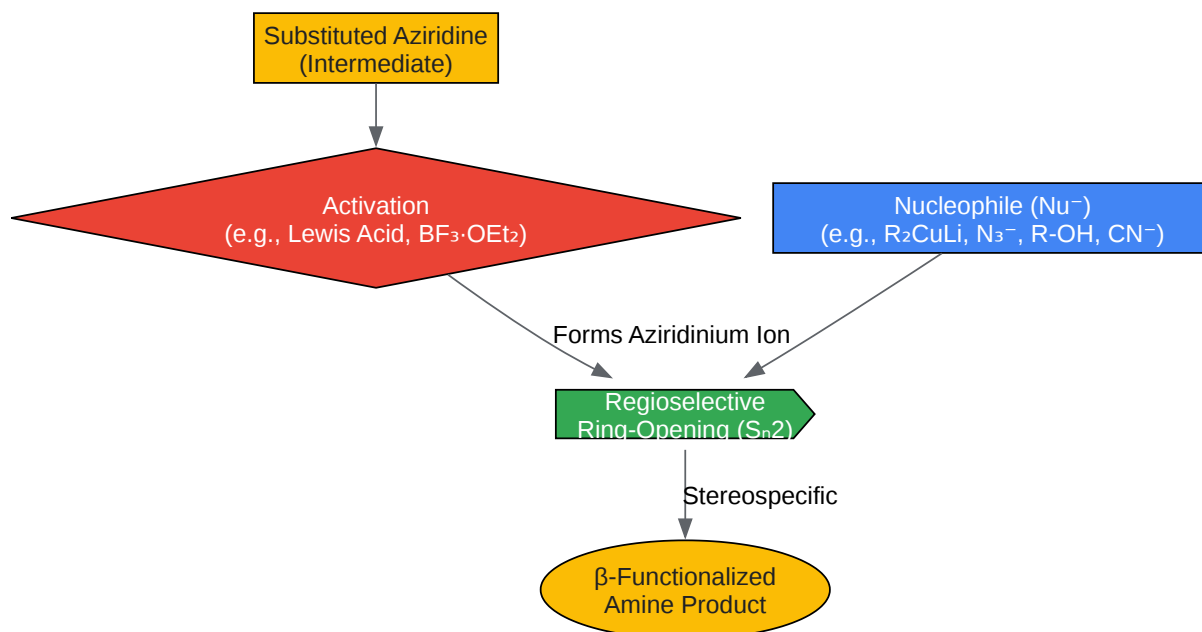 Substituted Aziridine
(Intermediate)
Activation
(e.g., Lewis Acid, BF₃·OEt₂)
Nucleophile (Nu⁻)
(e.g., R₂CuLi, N₃⁻, R-OH, CN⁻)
Forms Aziridinium Ion
Regioselective
Ring-Opening (Sₙ2)
Stereospecific
β-Functionalized
Amine Product